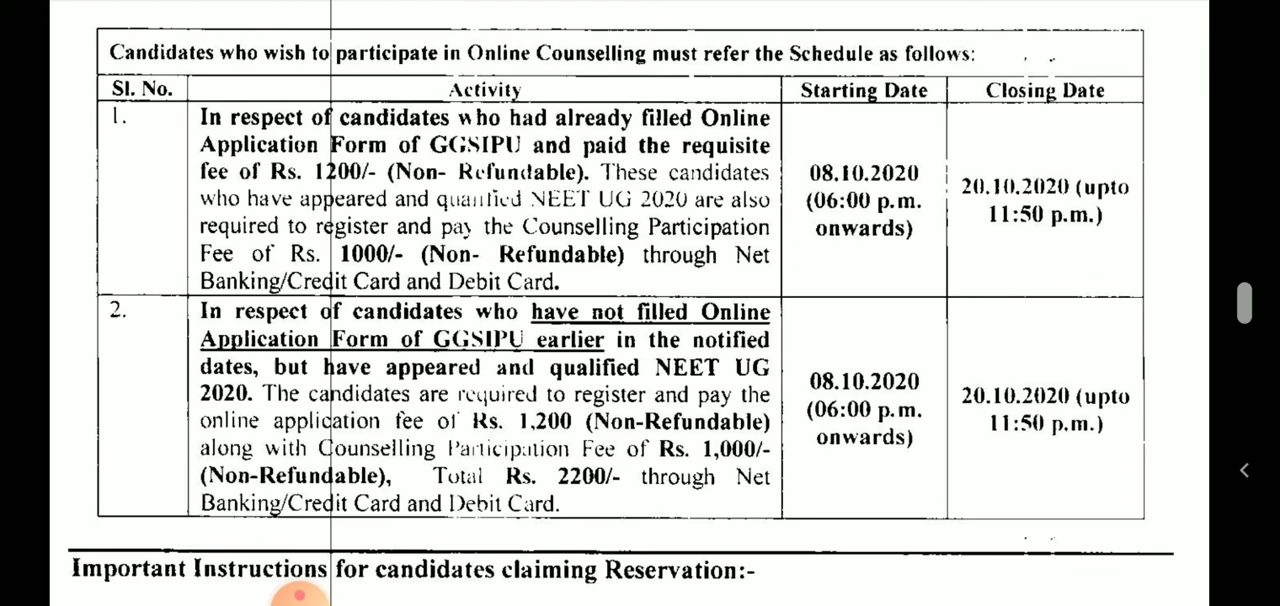 Candidates who wish to participate in Online Counselling must refer the Schedule as follows:
Sl. No. Activity Starting Date Closing Date
1.
In respect of candidates who had already filled Online
Application Form of GGSIPU and paid the requisite
fee of Rs. 1200/- (Non- Refundable). These candidates
who have appeared and qualified NEET UG 2020 are also
required to register and pay the Counselling Participation
Fee of Rs. 1000/- (Non- Refundable) through Net
Banking/Credit Card and Debit Card.
08.10.2020
(06:00 p.m.
onwards)
20.10.2020 (upto
11:50 p.m.)
2.
In respect of candidates who have not filled Online
Application Form of GGSIPU earlier in the notified
dates, but have appeared and qualified NEET UG
2020. The candidates are required to register and pay the
online application fee of Rs. 1,200 (Non-Refundable)
along with Counselling Participation Fee of Rs. 1,000/-
(Non-Refundable), Total Rs. 2200/- through Net
Banking/Credit Card and Debit Card.
08.10.2020
(06:00 p.m.
onwards)
20.10.2020 (upto
11:50 p.m.)
Important Instructions for candidates claiming Reservation:-